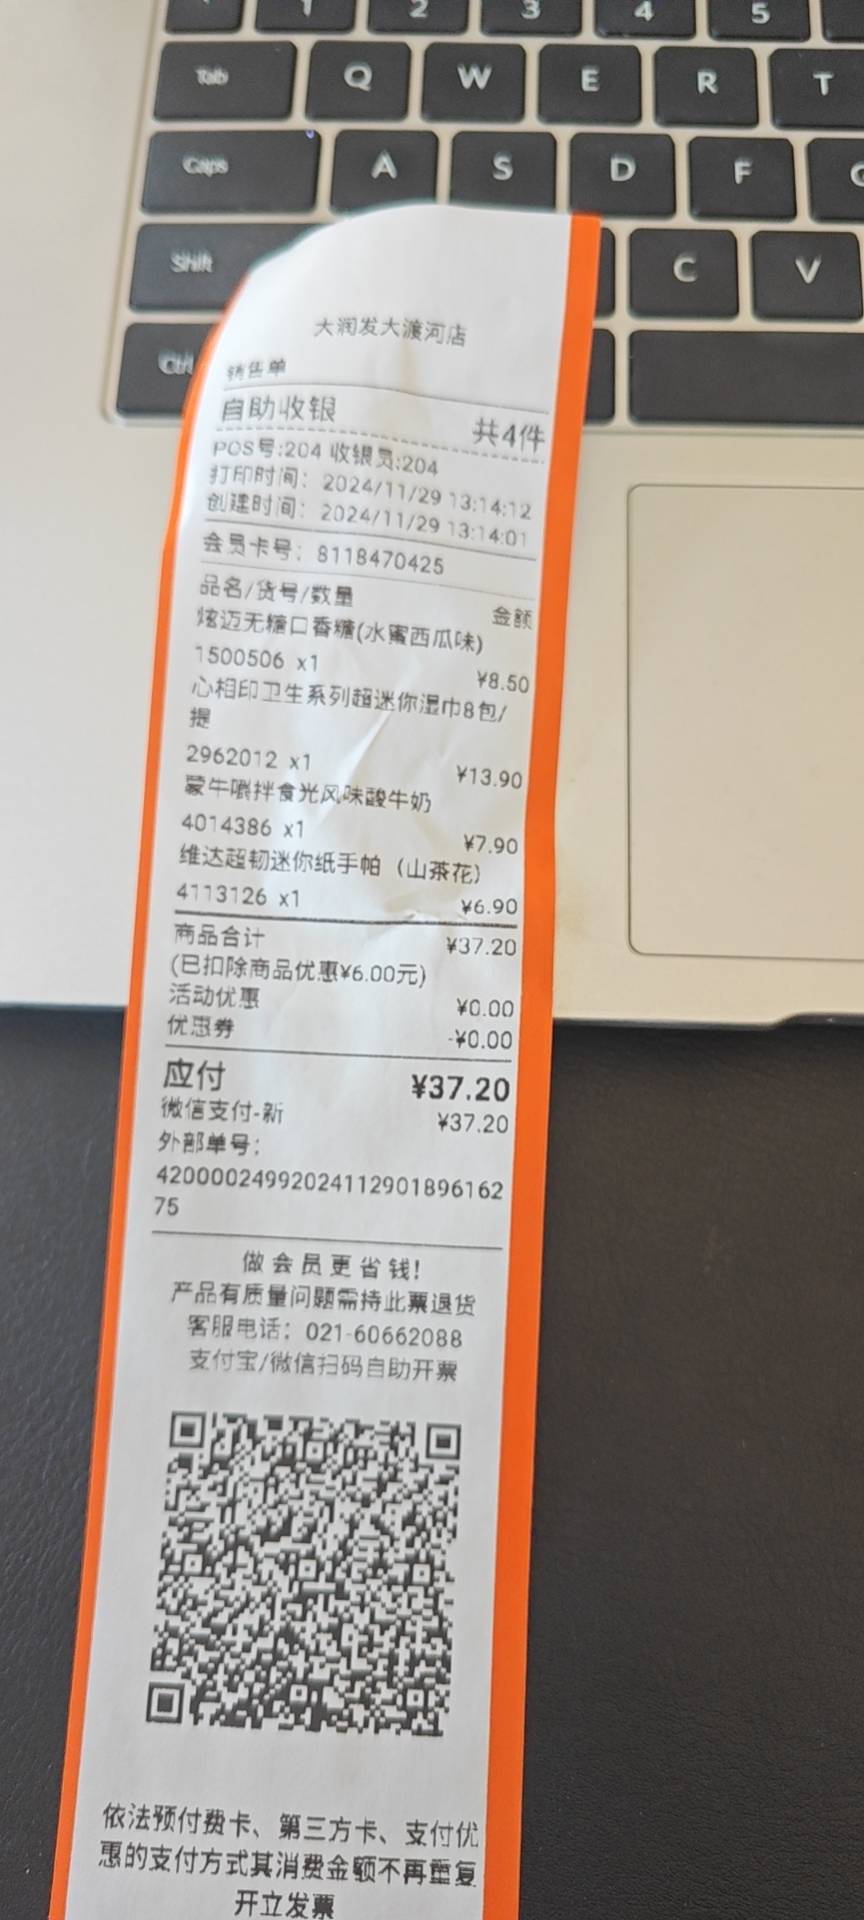 1 2 3 4 5
Tab Q W E R T
Caps A S D F
Shift C V
Ctrl
大润发大渡河店
销售单
自助收银 共4件
POS号:204 收银员:204
打印时间：2024/11/29 13:14:12
创建时间：2024/11/29 13:14:01
会员卡号：8118470425
品名/货号/数量 金额
炫迈无糖口香糖(水蜜西瓜味)
1500506 x1 ¥8.50
心相印卫生系列超迷你湿巾8包/
提
2962012 x1 ¥13.90
蒙牛嚼拌食光风味酸牛奶
4014386 x1 ¥7.90
维达超韧迷你纸手帕（山茶花）
4113126 x1 ¥6.90
商品合计 ¥37.20
(已扣除商品优惠¥6.00元)
活动优惠 ¥0.00
优惠券 -¥0.00
应付 ¥37.20
微信支付-新 ¥37.20
外部单号：
42000024992024112901896162
75
做会员更省钱!
产品有质量问题需持此票退货
客服电话：021-60662088
支付宝/微信扫码自助开票
依法预付费卡、第三方卡、支付优
惠的支付方式其消费金额不再重复
开立发票